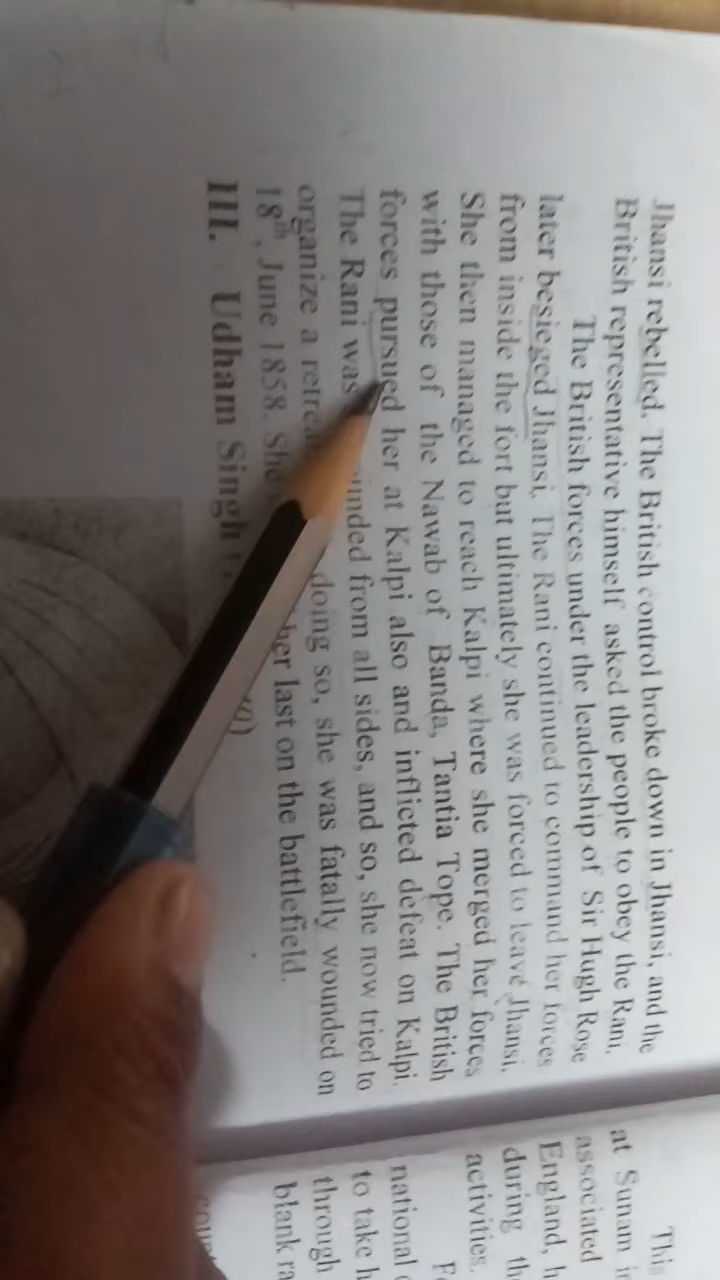 Jhansi rebelled. The British control broke down in Jhansi, and the
British representative himself asked the people to obey the Rani.
The British forces under the leadership of Sir Hugh Rose
later besieged Jhansi. The Rani continued to command her forces
from inside the fort but ultimately she was forced to leave Jhansi.
She then managed to reach Kalpi where she merged her forces
with those of the Nawab of Banda, Tantia Tope. The British
forces pursued her at Kalpi also and inflicted defeat on Kalpi.
The Rani was from all sides, and so, she now tried to
organize a doing so, she was fatally wounded on
18th, June 1858. She her last on the battlefield.
III. Udham Singh
This
at Sunam
associated
England,
during
activities.
national
to take
through
blank